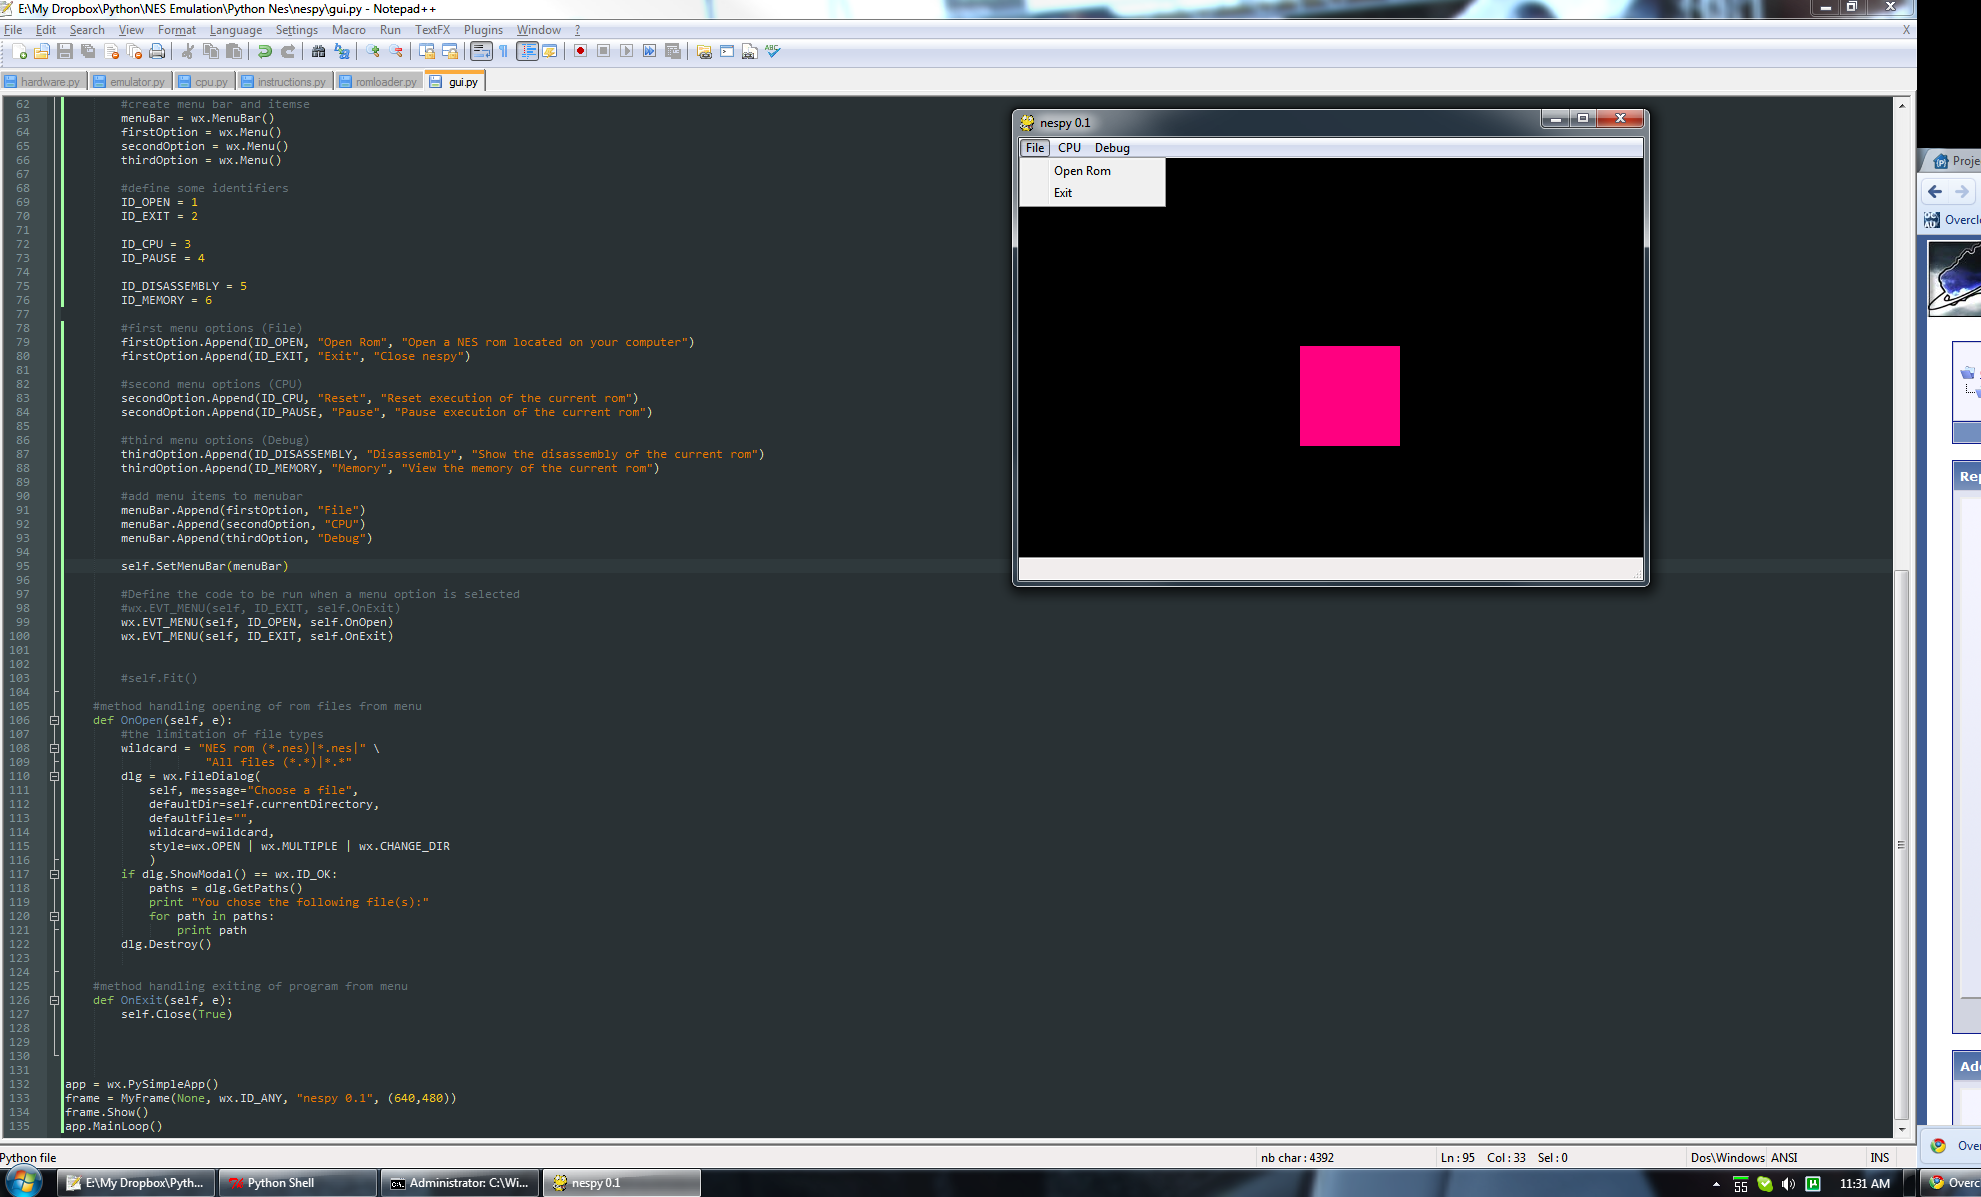 E:\My Dropbox\Python\NES Emulation\Python Nes\nespy\gui.py - Notepad++
File Edit Search View Format Language Settings Macro Run TextFX Plugins Window ?
X
hardware.py emulator.py cpu.py instructions.py romloader.py gui.py
62 #create menu bar and itemse
63 menuBar = wx.MenuBar()
64 firstOption = wx.Menu()
65 secondOption = wx.Menu()
66 thirdOption = wx.Menu()
67
68 #define some identifiers
69 ID_OPEN = 1
70 ID_EXIT = 2
71
72 ID_CPU = 3
73 ID_PAUSE = 4
74
75 ID_DISASSEMBLY = 5
76 ID_MEMORY = 6
77
78 #first menu options (File)
79 firstOption.Append(ID_OPEN, "Open Rom", "Open a NES rom located on your computer")
80 firstOption.Append(ID_EXIT, "Exit", "Close nespy")
81
82 #second menu options (CPU)
83 secondOption.Append(ID_CPU, "Reset", "Reset execution of the current rom")
84 secondOption.Append(ID_PAUSE, "Pause", "Pause execution of the current rom")
85
86 #third menu options (Debug)
87 thirdOption.Append(ID_DISASSEMBLY, "Disassembly", "Show the disassembly of the current rom")
88 thirdOption.Append(ID_MEMORY, "Memory", "View the memory of the current rom")
89
90 #add menu items to menubar
91 menuBar.Append(firstOption, "File")
92 menuBar.Append(secondOption, "CPU")
93 menuBar.Append(thirdOption, "Debug")
94
95 self.SetMenuBar(menuBar)
96
97 #Define the code to be run when a menu option is selected
98 #wx.EVT_MENU(self, ID_EXIT, self.OnExit)
99 wx.EVT_MENU(self, ID_OPEN, self.OnOpen)
100 wx.EVT_MENU(self, ID_EXIT, self.OnExit)
101
102
103 #self.Fit()
104
105 #method handling opening of rom files from menu
106 def OnOpen(self, e):
107 #the limitation of file types
108 wildcard = "NES rom (*.nes)|*.nes|" \
109 "All files (*.*)|*.*"
110 dlg = wx.FileDialog(
111 self, message="Choose a file",
112 defaultDir=self.currentDirectory,
113 defaultFile="",
114 wildcard=wildcard,
115 style=wx.OPEN | wx.MULTIPLE | wx.CHANGE_DIR
116 )
117 if dlg.ShowModal() == wx.ID_OK:
118 paths = dlg.GetPaths()
119 print "You chose the following file(s):"
120 for path in paths:
121 print path
122 dlg.Destroy()
123
124
125 #method handling exiting of program from menu
126 def OnExit(self, e):
127 self.Close(True)
128
129
130
131
132 app = wx.PySimpleApp()
133 frame = MyFrame(None, wx.ID_ANY, "nespy 0.1", (640,480))
134 frame.Show()
135 app.MainLoop()
nespy 0.1
File CPU Debug
Open Rom
Exit
Proje
Overcl
Rep
Ad
Over
Python file nb char : 4392 Ln : 95 Col : 33 Sel : 0 Dos\Windows ANSI INS
E:\My Dropbox\Pyth... Python Shell Administrator: C:\Wi... nespy 0.1 55 11:31 AM Overc